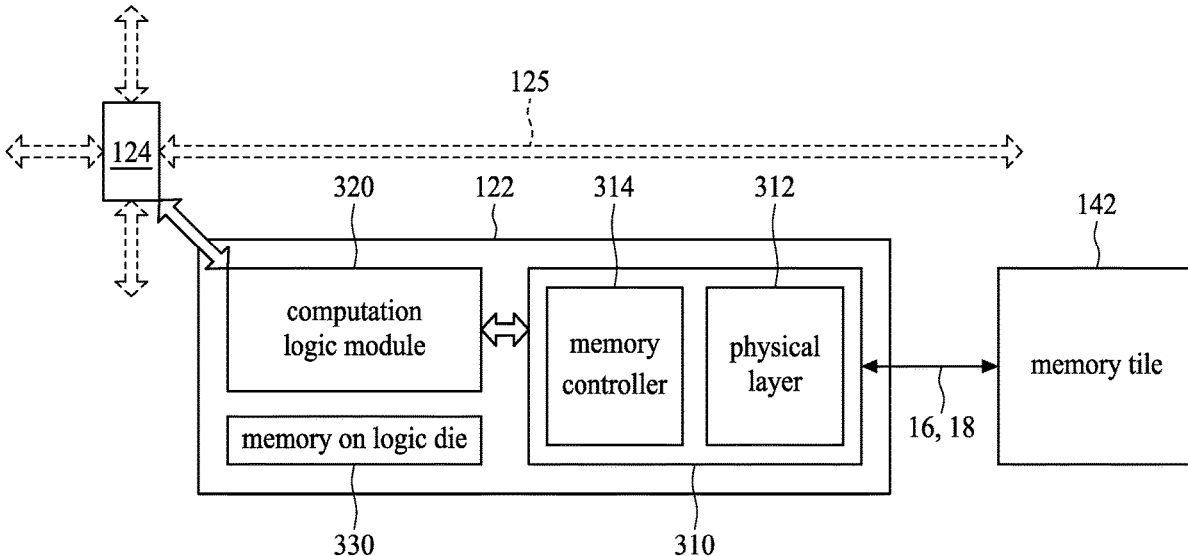 125
124
320
122
314
312
142
computation
logic module
memory
controller
physical
layer
memory tile
16, 18
memory on logic die
330
310